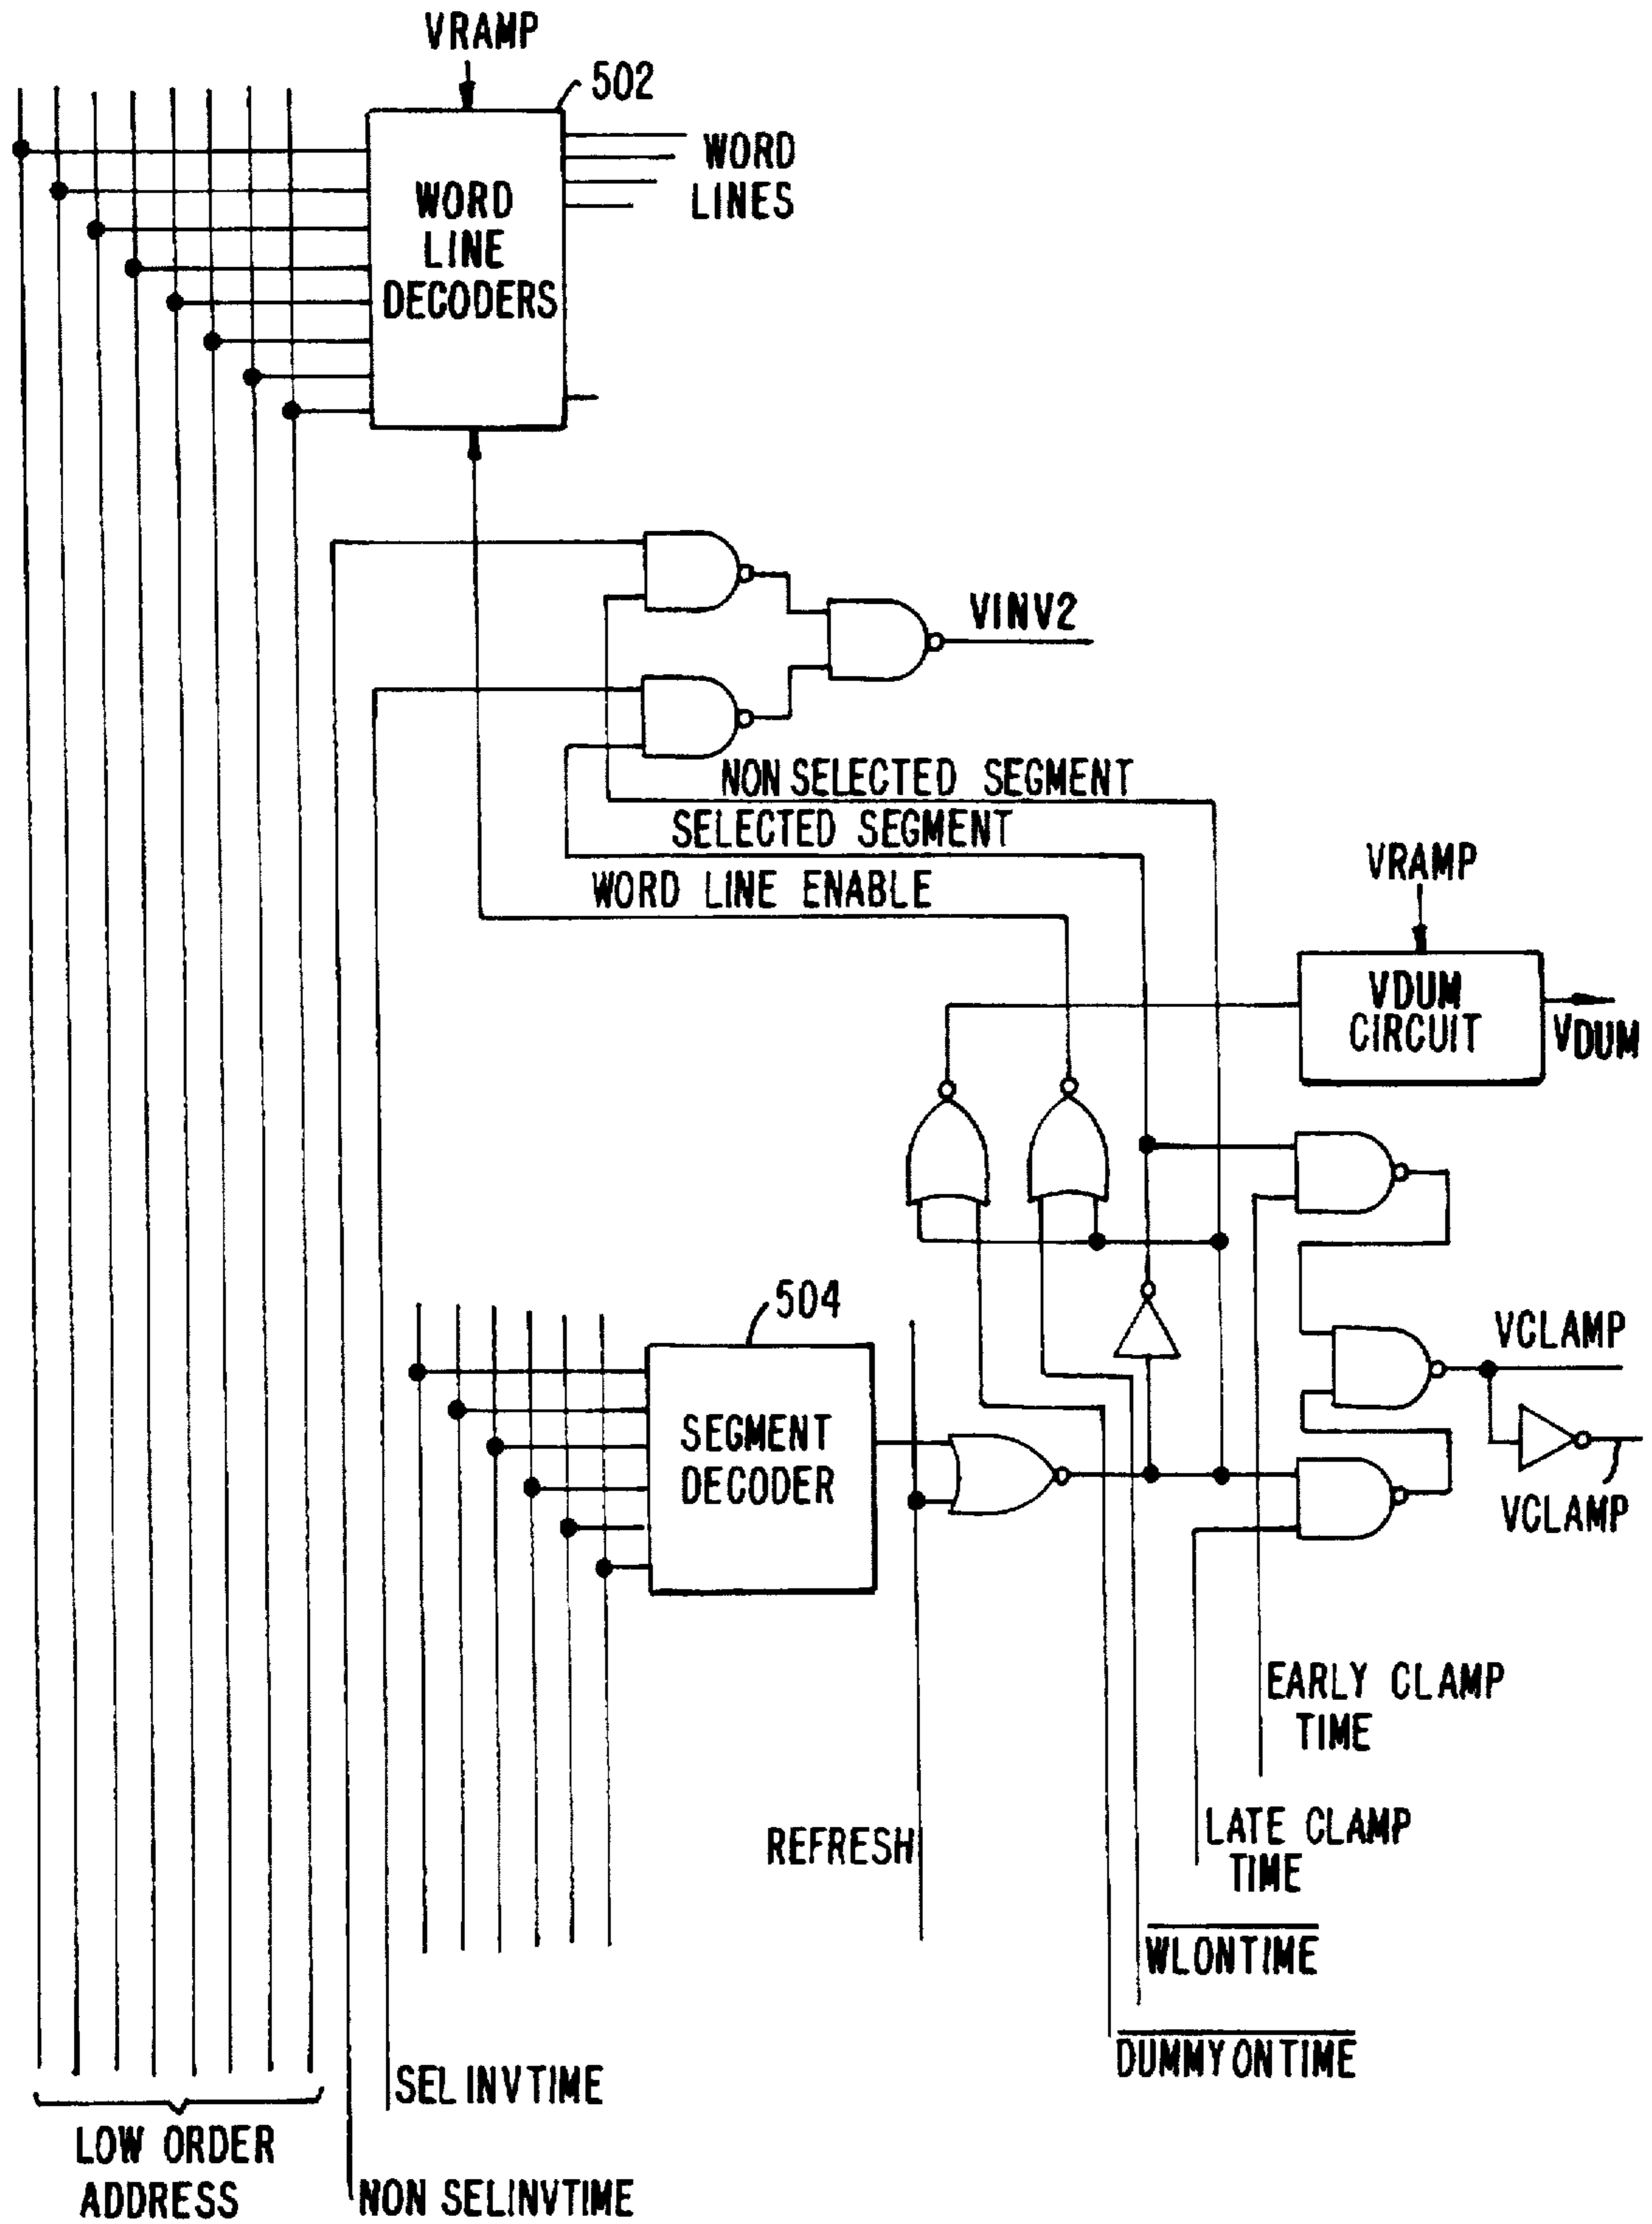 VRAMP
502
WORD
LINES
WORD
LINE
DECODERS
VINV2
NON SELECTED SEGMENT
SELECTED SEGMENT
WORD LINE ENABLE
VRAMP
VDUM
CIRCUIT
VDUM
504
SEGMENT
DECODER
VCLAMP
VCLAMP
EARLY CLAMP
TIME
LATE CLAMP
TIME
REFRESH
WLONTIME
DUMMYONTIME
SEL INVTIME
LOW ORDER
ADDRESS
NON SELINVTIME